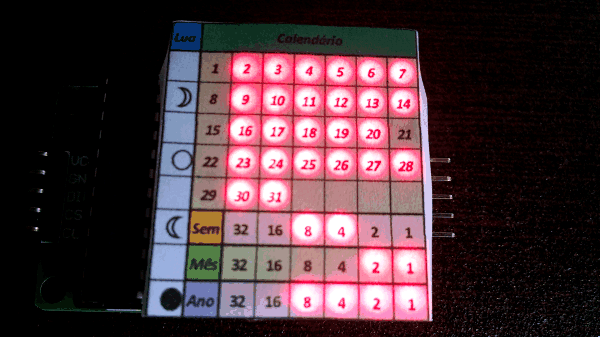 Lua Calendário
1 2 3 4 5 6 7
8 9 10 11 12 13 14
15 16 17 18 19 20 21
22 23 24 25 26 27 28
29 30 31
Sem 32 16 8 4 2 1
Mês 32 16 8 4 2 1
Ano 32 16 8 4 2 1